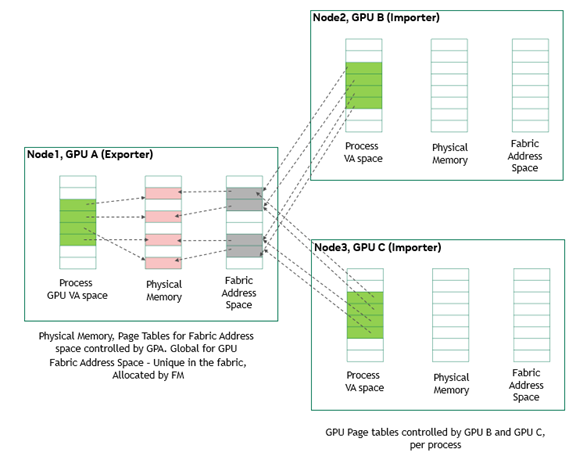 Node1, GPU A (Exporter)
Process
GPU VA space
Physical
Memory
Fabric
Address
Space
Physical Memory, Page Tables for Fabric Address
space controlled by GPA. Global for GPU
Fabric Address Space - Unique in the fabric,
Allocated by FM
Node2, GPU B (Importer)
Process
VA space
Physical
Memory
Fabric
Address
Space
Node3, GPU C (Importer)
Process
VA space
Physical
Memory
Fabric
Address
Space
GPU Page tables controlled by GPU B and GPU C,
per process